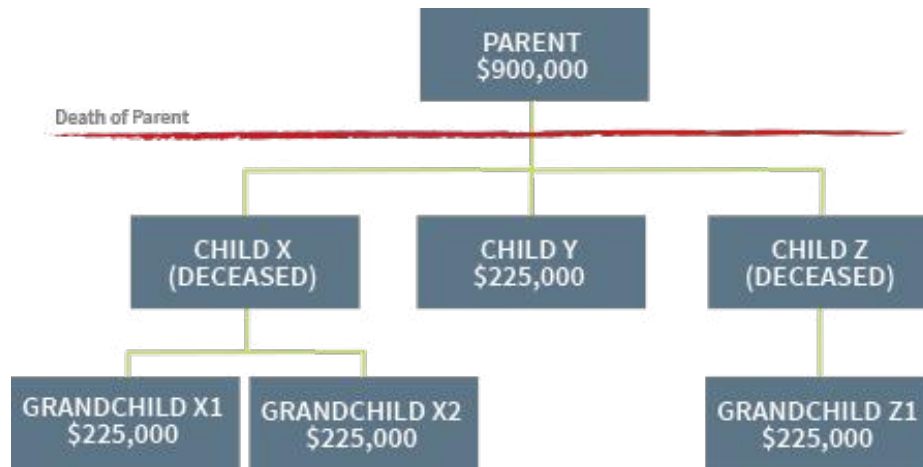 PARENT
$900,000
Death of Parent
CHILD X
(DECEASED)
CHILD Y
$225,000
CHILD Z
(DECEASED)
GRANDCHILD X1
$225,000
GRANDCHILD X2
$225,000
GRANDCHILD Z1
$225,000